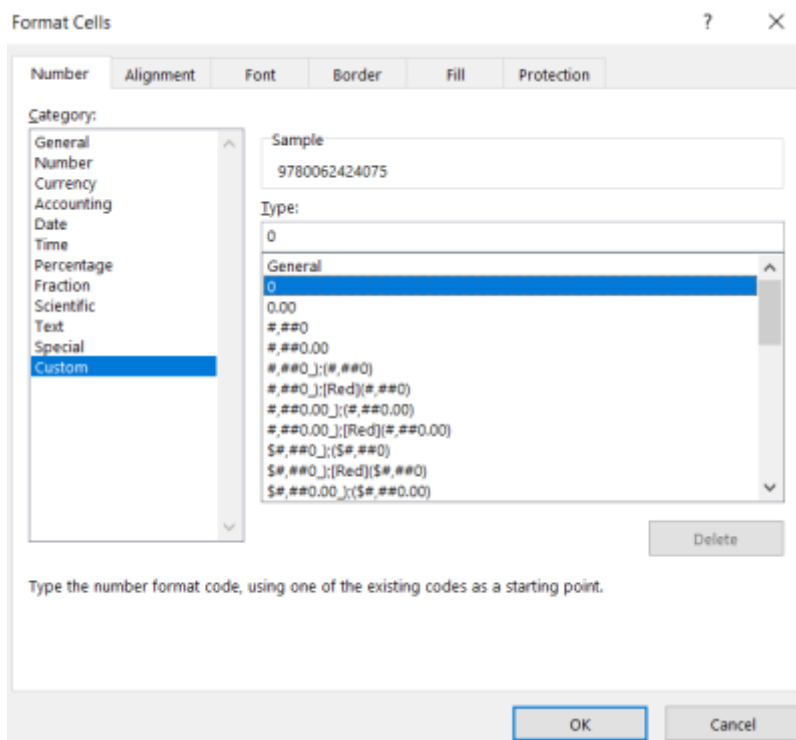 Format Cells
?
Number Alignment Font Border Fill Protection
Category:
General
Number
Currency
Accounting
Date
Time
Percentage
Fraction
Scientific
Text
Special
Custom
Sample
9780062424075
Type:
0
General
0
0.00
#,##0
#,##0.00
#,##0_);(#,##0)
#,##0_);[Red](#,##0)
#,##0.00_);(#,##0.00)
#,##0.00_);[Red](#,##0.00)
$#,##0_);($#,##0)
$#,##0_);[Red]($#,##0)
$#,##0.00_);($#,##0.00)
Delete
Type the number format code, using one of the existing codes as a starting point.
OK Cancel